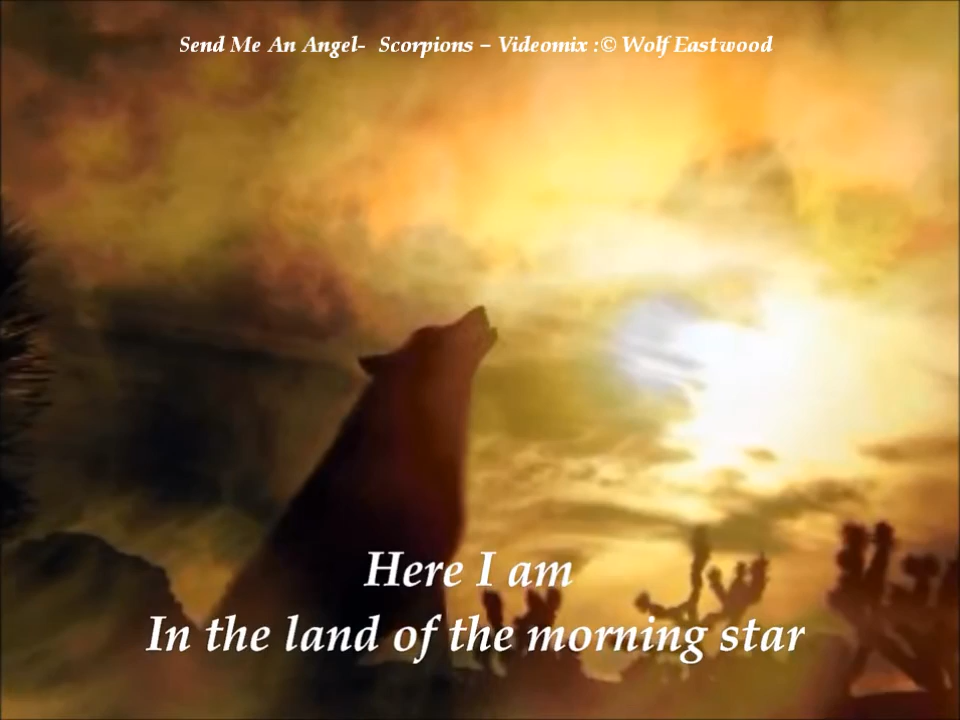 Send Me An Angel-  Scorpions – Videomix :© Wolf Eastwood
Here I am
In the land of the morning star